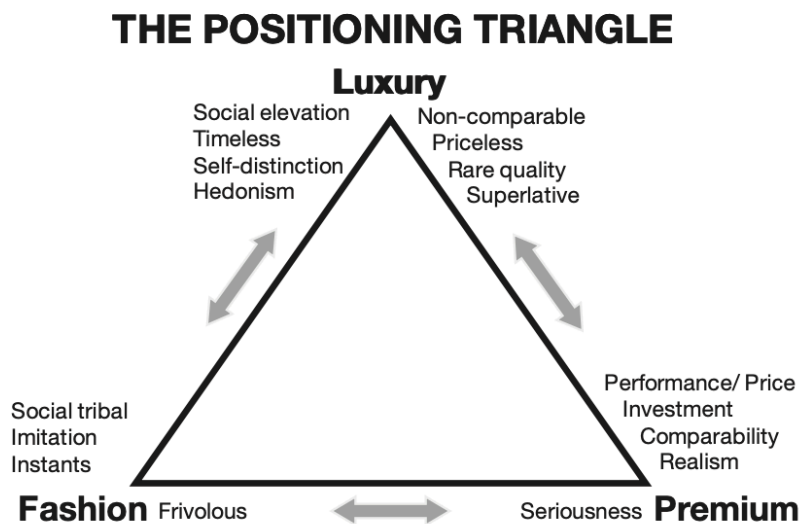 THE POSITIONING TRIANGLE
Luxury
Social elevation
Timeless
Self-distinction
Hedonism
Non-comparable
Priceless
Rare quality
Superlative
Social tribal
Imitation
Instants
Performance/ Price
Investment
Comparability
Realism
Fashion Frivolous
Seriousness Premium